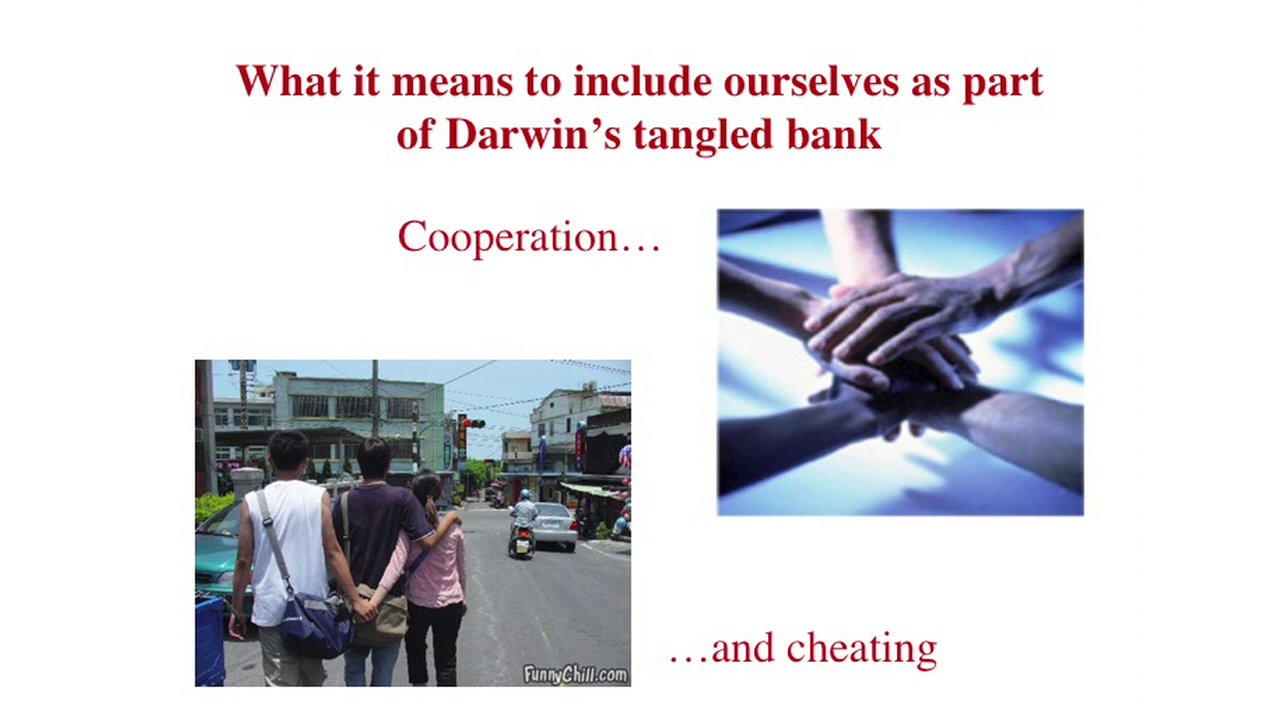 What it means to include ourselves as part
of Darwin’s tangled bank
Cooperation…
…and cheating
FunnyChill.com